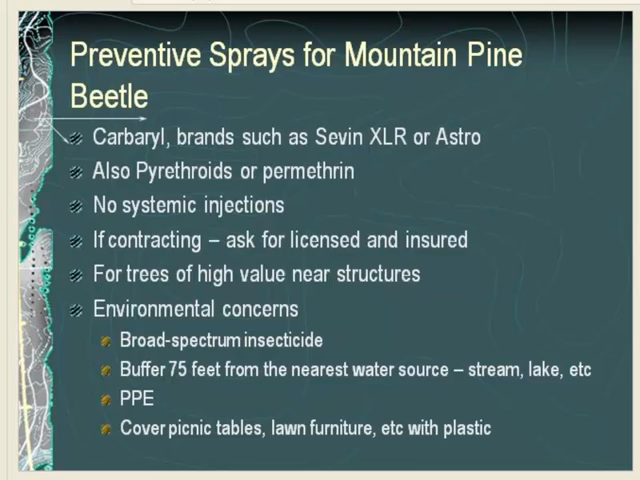 Preventive Sprays for Mountain Pine
Beetle
Carbaryl, brands such as Sevin XLR or Astro
Also Pyrethroids or permethrin
No systemic injections
If contracting – ask for licensed and insured
For trees of high value near structures
Environmental concerns
Broad-spectrum insecticide
Buffer 75 feet from the nearest water source – stream, lake, etc
PPE
Cover picnic tables, lawn furniture, etc with plastic